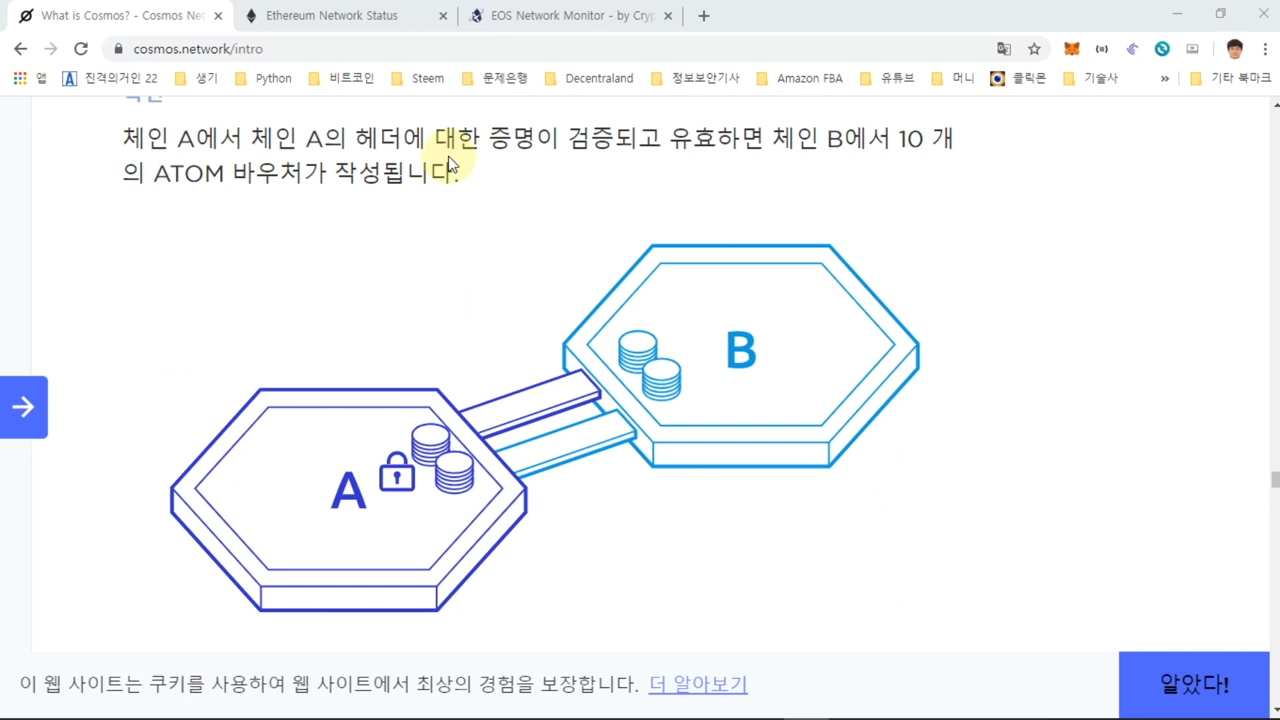 What is Cosmos? - Cosmos Net
Ethereum Network Status
EOS Network Monitor - by Cryp
cosmos.network/intro
앱
진격의거인 22
생기
Python
비트코인
Steem
문제은행
Decentraland
정보보안기사
Amazon FBA
유튜브
머니
클릭몬
기술사
»
기타 북마크
체인 A에서 체인 A의 헤더에 대한 증명이 검증되고 유효하면 체인 B에서 10 개
의 ATOM 바우처가 작성됩니다.
B
A
이 웹 사이트는 쿠키를 사용하여 웹 사이트에서 최상의 경험을 보장합니다. 더 알아보기
알았다!